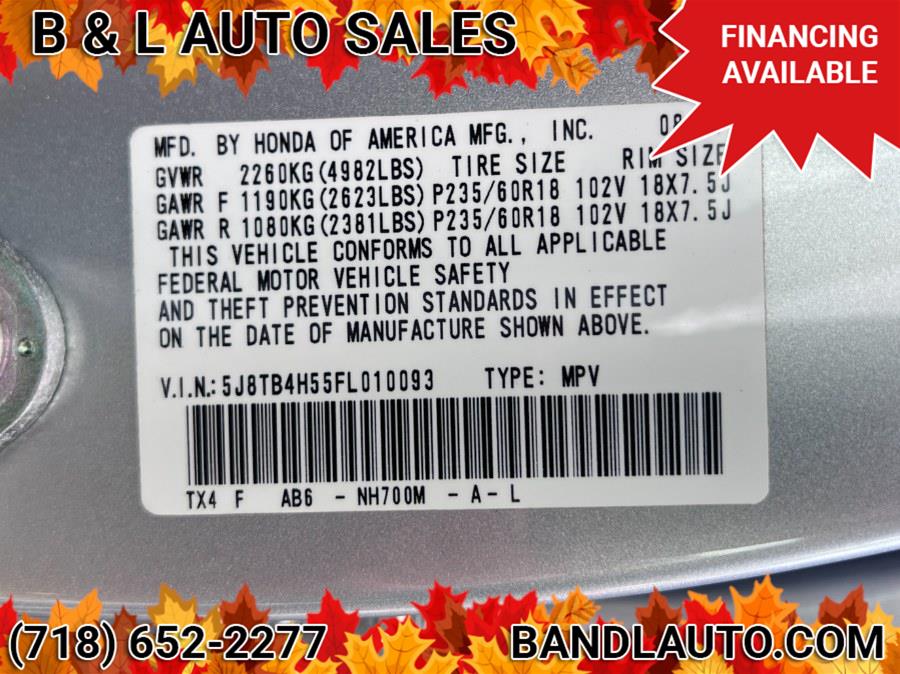 B & L AUTO SALES
FINANCING
AVAILABLE
MFD. BY HONDA OF AMERICA MFG., INC.
GVWR 2260KG(4982LBS) TIRE SIZE RIM SIZE
GAWR F 1190KG(2623LBS) P235/60R18 102V 18X7.5J
GAWR R 1080KG(2381LBS) P235/60R18 102V 18X7.5J
THIS VEHICLE CONFORMS TO ALL APPLICABLE
FEDERAL MOTOR VEHICLE SAFETY
AND THEFT PREVENTION STANDARDS IN EFFECT
ON THE DATE OF MANUFACTURE SHOWN ABOVE.
V.I.N.:5J8TB4H55FL010093 TYPE: MPV
TX4 F AB6 - NH700M - A - L
(718) 652-2277
BANDLAUTO.COM